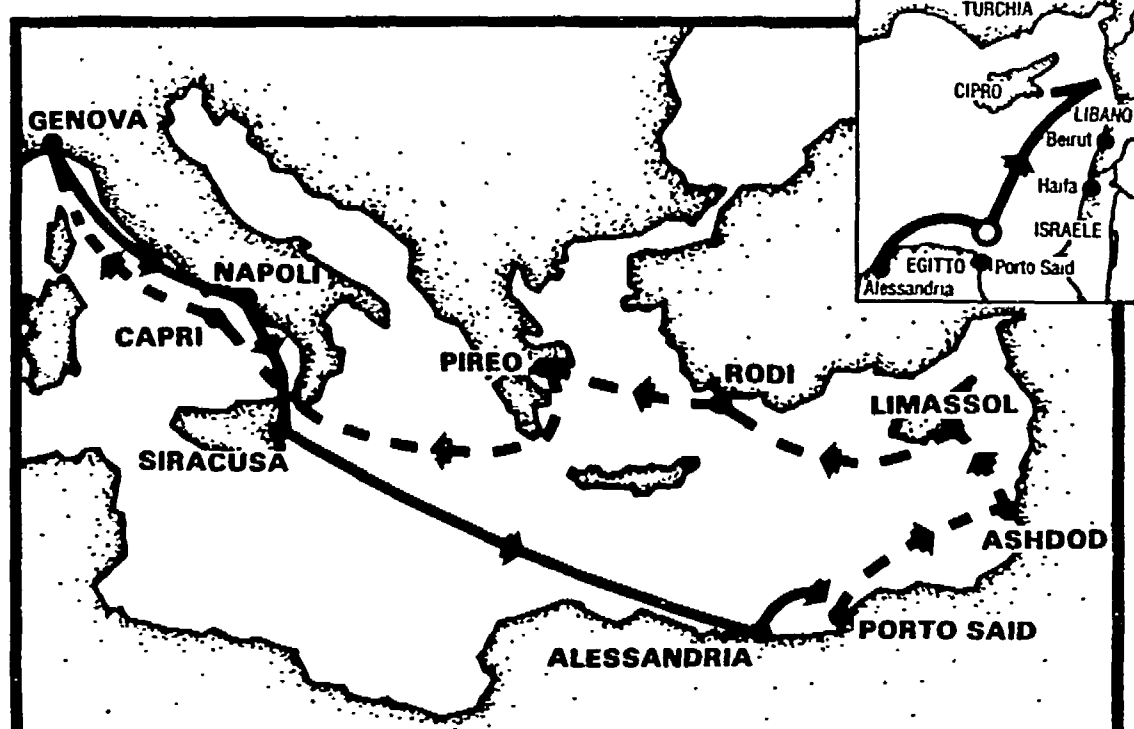 GENOVA
NAPOLI
CAPRI
SIRACUSA
PIREO
RODI
LIMASSOL
ASHDOD
PORTO SAID
ALESSANDRIA
TURCHIA
CIPRO
LIBANO
Beirut
Haifa
ISRAELE
EGITTO
Porto Said
Alessandria